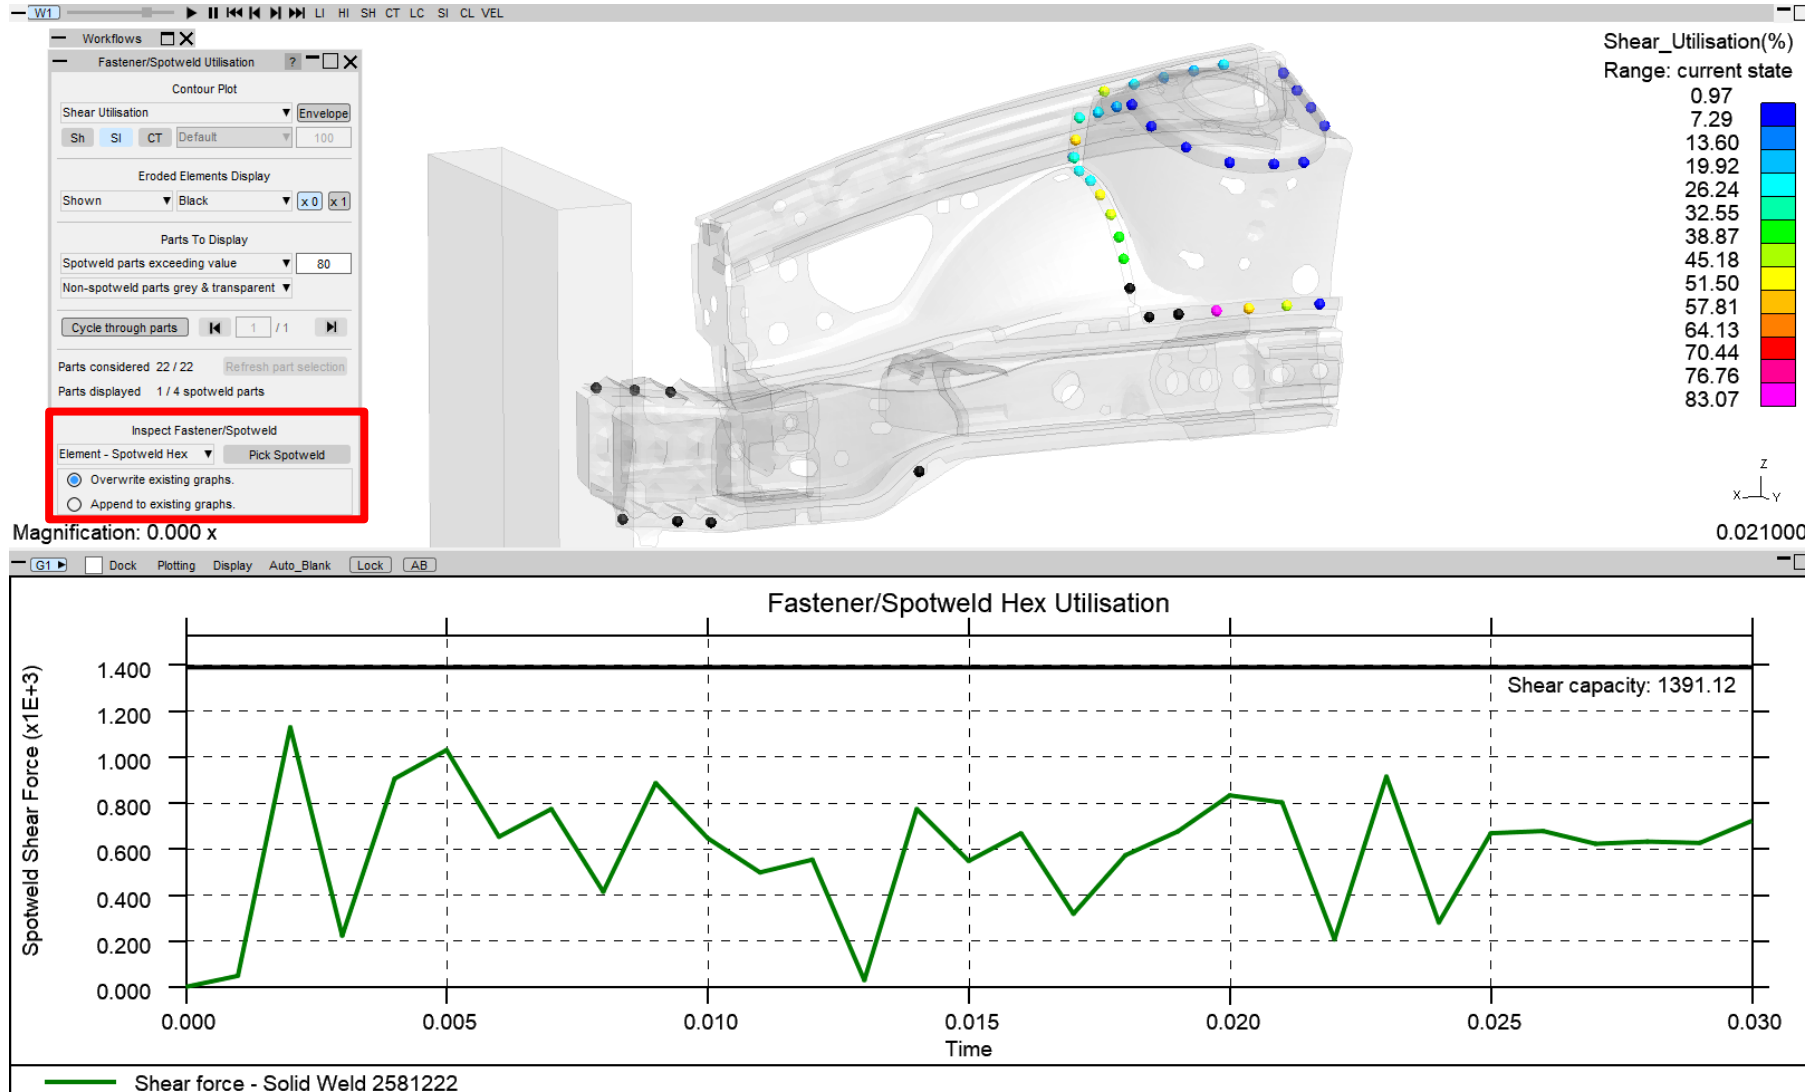 W1 LI HI SH CT LC SI CL VEL
Workflows
Fastener/Spotweld Utilisation ?
Contour Plot
Shear Utilisation Envelope
Sh SI CT Default 100
Eroded Elements Display
Shown Black x 0 x 1
Parts To Display
Spotweld parts exceeding value 80
Non-spotweld parts grey & transparent
Cycle through parts 1 / 1
Parts considered 22 / 22 Refresh part selection
Parts displayed 1 / 4 spotweld parts
Inspect Fastener/Spotweld
Element - Spotweld Hex Pick Spotweld
Overwrite existing graphs.
Append to existing graphs.
Magnification: 0.000 x
Shear_Utilisation(%)
Range: current state
0.97
7.29
13.60
19.92
26.24
32.55
38.87
45.18
51.50
57.81
64.13
70.44
76.76
83.07
Z
X Y
0.021000
G1 Dock Plotting Display Auto_Blank Lock AB
Fastener/Spotweld Hex Utilisation
Spotweld Shear Force (x1E+3)
1.400
1.200
1.000
0.800
0.600
0.400
0.200
0.000
Shear capacity: 1391.12
0.000 0.005 0.010 0.015 0.020 0.025 0.030
Time
Shear force - Solid Weld 2581222